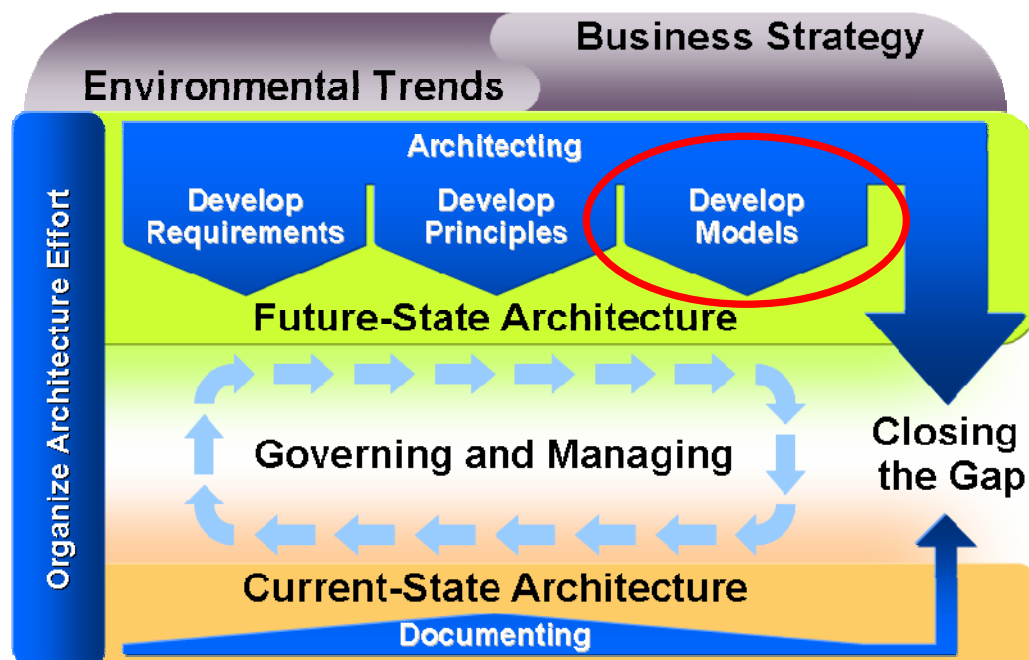 Business Strategy
Environmental Trends
Organize Architecture Effort
Architecting
Develop
Requirements
Develop
Principles
Develop
Models
Future-State Architecture
Governing and Managing
Closing
the Gap
Current-State Architecture
Documenting